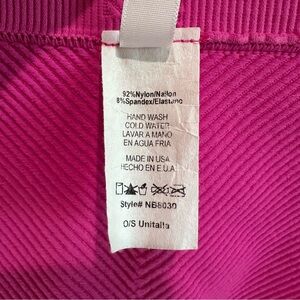 92%Nylon/Nailon
8%Spandex/Elastano
HAND WASH
COLD WATER
LAVAR A MANO
EN AGUA FRIA
MADE IN USA
HECHO EN E.U.A
Style# NB8030
O/S Unitalla